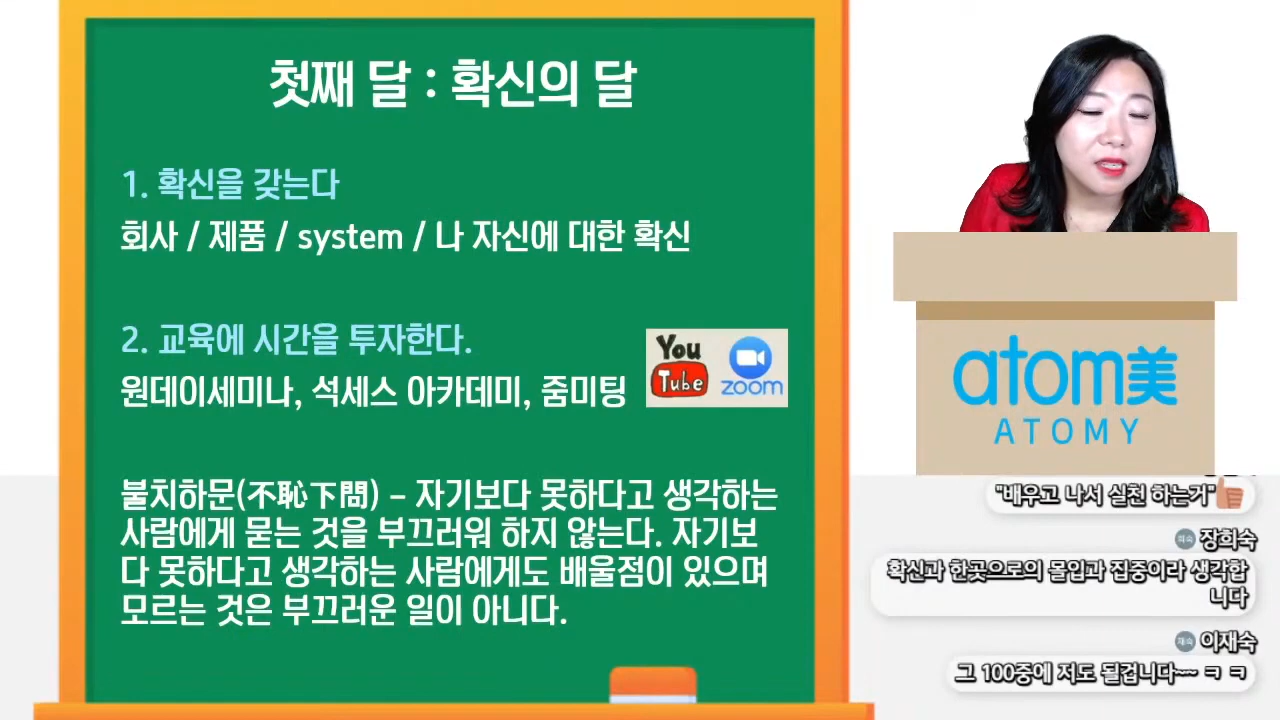 첫째 달 : 확신의 달
1. 확신을 갖는다
회사 / 제품 / system / 나 자신에 대한 확신
2. 교육에 시간을 투자한다.
원데이세미나, 석세스 아카데미, 줌미팅
You
Tube
zoom
불치하문(不恥下問) – 자기보다 못하다고 생각하는
사람에게 묻는 것을 부끄러워 하지 않는다. 자기보
다 못하다고 생각하는 사람에게도 배울점이 있으며
모르는 것은 부끄러운 일이 아니다.
atom美
ATOMY
"배우고 나서 실천 하는거"
희숙 장희숙
확신과 한곳으로의 몰입과 집중이라 생각합
니다
재숙 이재숙
그 100중에 저도 될겁니다~~ ㅋ ㅋ